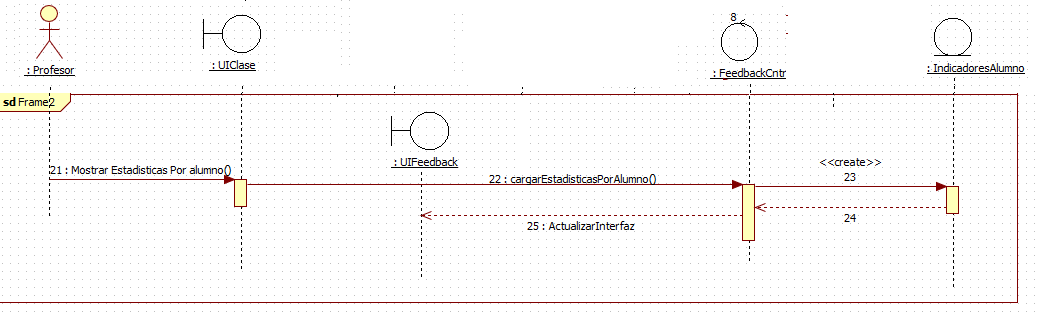 8
: Profesor
: UIClase
: FeedbackCntr
: IndicadoresAlumno
sd Frame2
: UIFeedback
21 : Mostrar Estadisticas Por alumno()
22 : cargarEstadisticasPorAlumno()
<<create>>
23
24
25 : ActualizarInterfaz